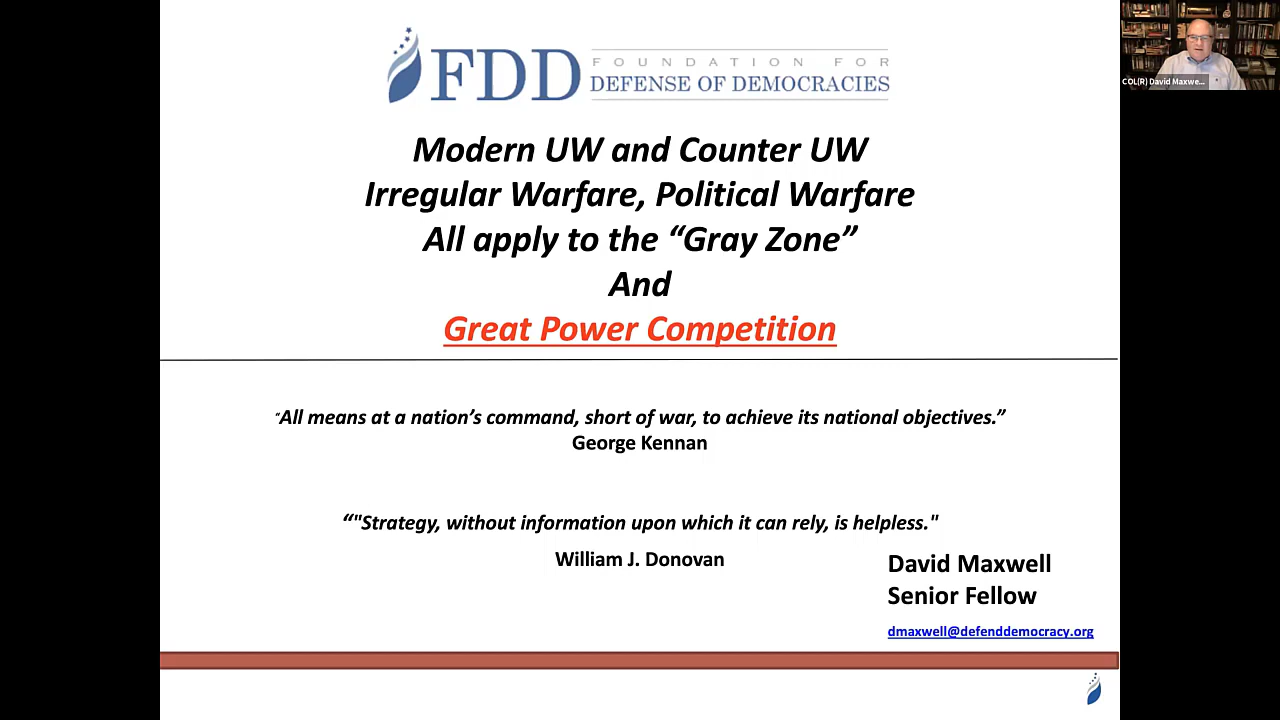 FDD
FOUNDATION FOR
DEFENSE OF DEMOCRACIES
Modern UW and Counter UW
Irregular Warfare, Political Warfare
All apply to the “Gray Zone”
And
Great Power Competition
“All means at a nation’s command, short of war, to achieve its national objectives.”
George Kennan
“"Strategy, without information upon which it can rely, is helpless."
William J. Donovan
David Maxwell
Senior Fellow
dmaxwell@defenddemocracy.org
COL(R) David Maxwe...